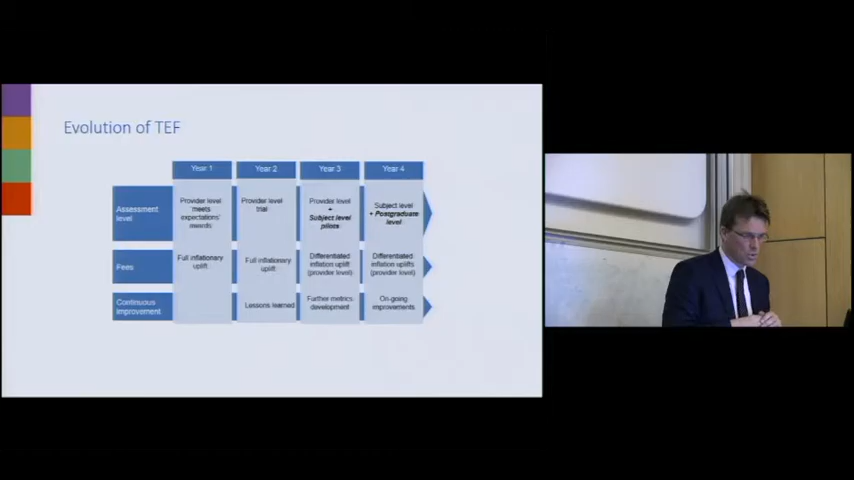 Evolution of TEF
Year 1
Year 2
Year 3
Year 4
Assessment
level
Provider level
meets
expectations'
awards
Provider level
trial
Provider level
+
Subject level
pilots
Subject level
+ Postgraduate
level
Fees
Full inflationary
uplift
Full inflationary
uplift
Differentiated
inflation uplift
(provider level)
Differentiated
inflation uplifts
(provider level)
Continuous
improvement
Lessons learned
Further metrics
development
On-going
improvements